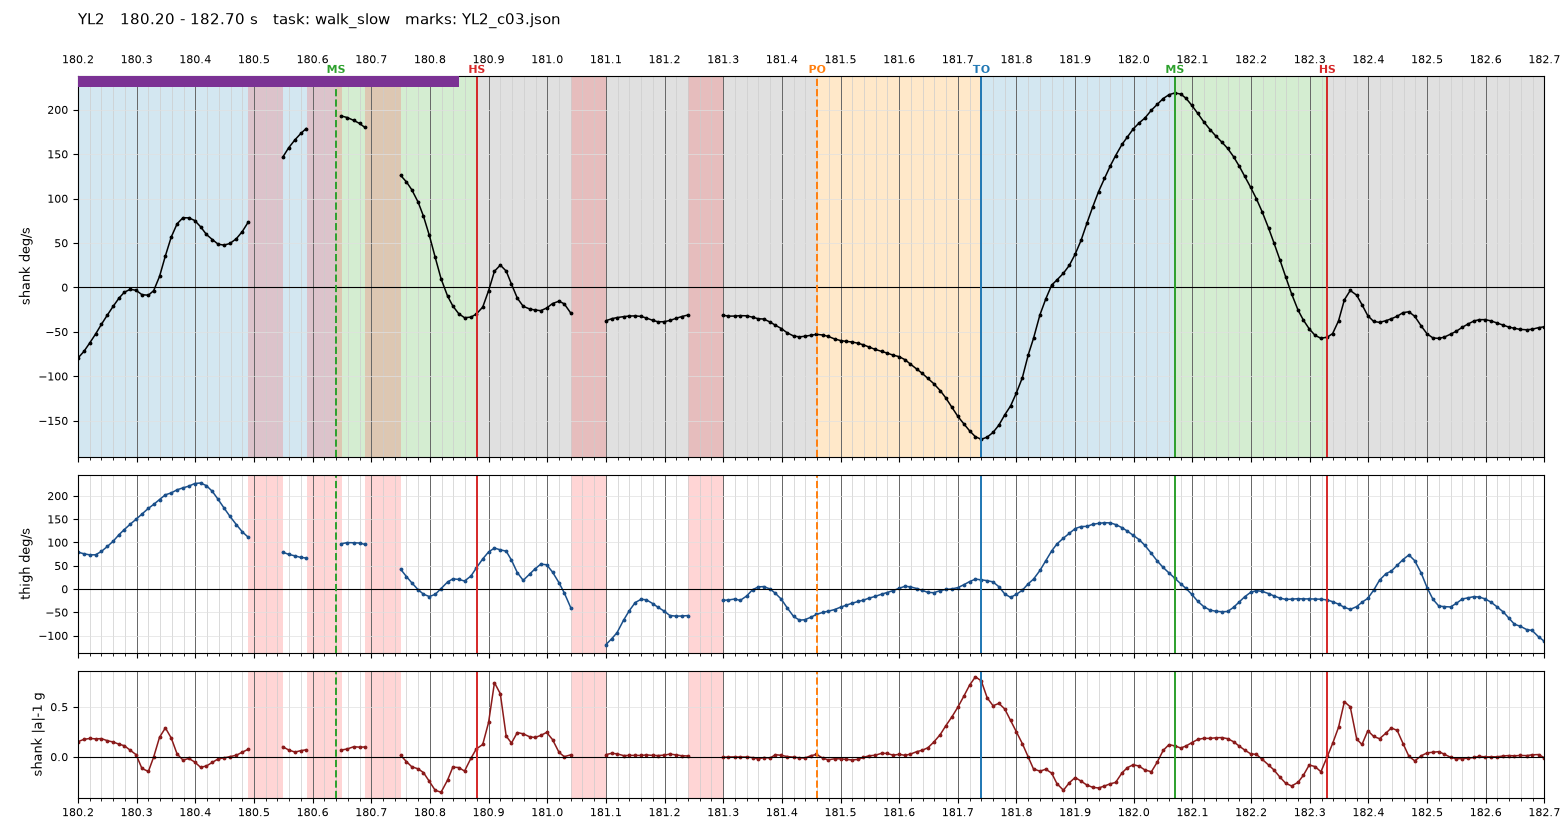 YL2   180.20 - 182.70 s   task: walk_slow   marks: YL2_c03.json
180.2 180.3 180.4 180.5 180.6 180.7 180.8 180.9 181.0 181.1 181.2 181.3 181.4 181.5 181.6 181.7 181.8 181.9 182.0 182.1 182.2 182.3 182.4 182.5 182.6 182.7
MS HS PO TO MS HS
shank deg/s
200
150
100
50
0
−50
−100
−150
thigh deg/s
200
150
100
50
0
−50
−100
shank |a|-1 g
0.5
0.0
180.2 180.3 180.4 180.5 180.6 180.7 180.8 180.9 181.0 181.1 181.2 181.3 181.4 181.5 181.6 181.7 181.8 181.9 182.0 182.1 182.2 182.3 182.4 182.5 182.6 182.7